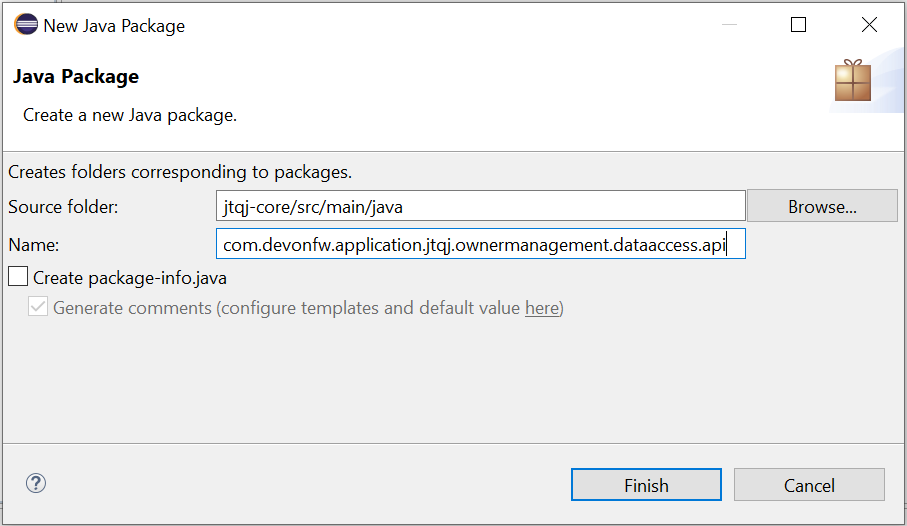 New Java Package
Java Package
Create a new Java package.
Creates folders corresponding to packages.
Source folder: jtqj-core/src/main/java Browse...
Name: com.devonfw.application.jtqj.ownermanagement.dataaccess.api
Create package-info.java
Generate comments (configure templates and default value here)
? Finish Cancel